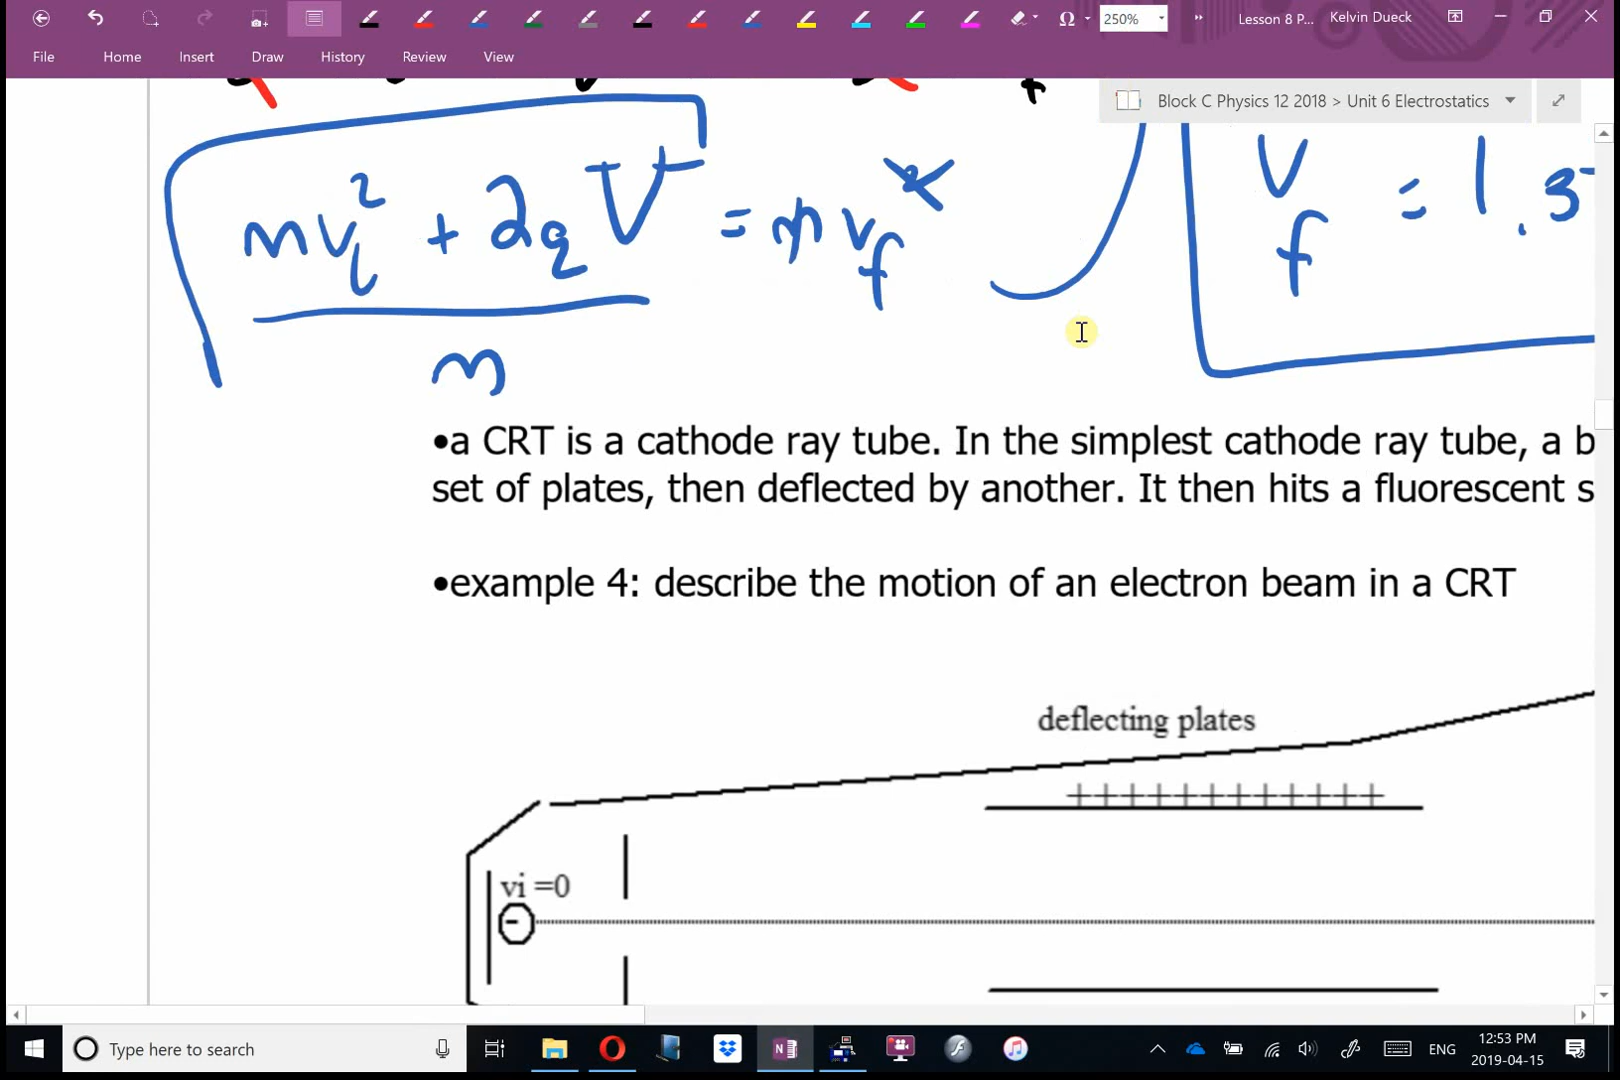 250%
Lesson 8 P...
Kelvin Dueck
File Home Insert Draw History Review View
Block C Physics 12 2018 > Unit 6 Electrostatics
mvᵢ² + 2qV = mv_f²
m
v_f = 1.3
•a CRT is a cathode ray tube. In the simplest cathode ray tube, a b
set of plates, then deflected by another. It then hits a fluorescent s
•example 4: describe the motion of an electron beam in a CRT
deflecting plates
++++++++++++
vi =0
-
Type here to search
ENG
12:53 PM
2019-04-15